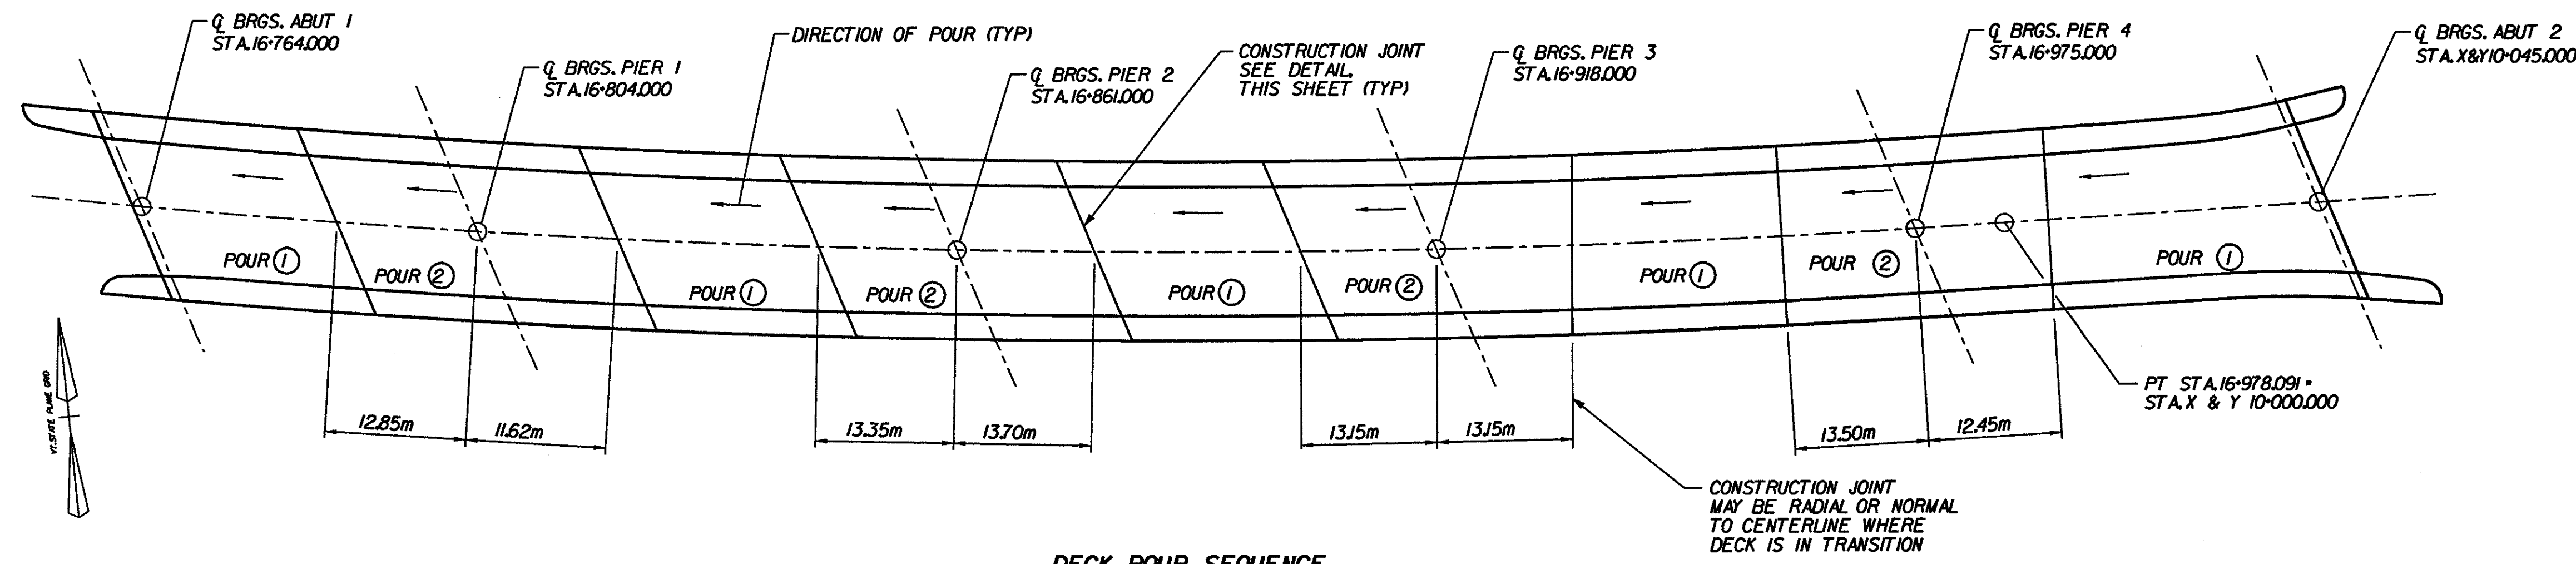 ℄ BRGS. ABUT 1
STA. 16+764.000
℄ BRGS. PIER 1
STA. 16+804.000
DIRECTION OF POUR (TYP)
℄ BRGS. PIER 2
STA. 16+861.000
CONSTRUCTION JOINT
SEE DETAIL,
THIS SHEET (TYP)
℄ BRGS. PIER 3
STA. 16+918.000
℄ BRGS. PIER 4
STA. 16+975.000
℄ BRGS. ABUT 2
STA. X&Y 10+045.000
POUR 1
POUR 2
POUR 1
POUR 2
POUR 1
POUR 2
POUR 1
POUR 2
POUR 1
VT. STATE PLANE GRID
12.85m
11.62m
13.35m
13.70m
13.15m
13.15m
13.50m
12.45m
PT STA. 16+978.091 =
STA. X & Y 10+000.000
CONSTRUCTION JOINT
MAY BE RADIAL OR NORMAL
TO CENTERLINE WHERE
DECK IS IN TRANSITION
DECK POUR SEQUENCE